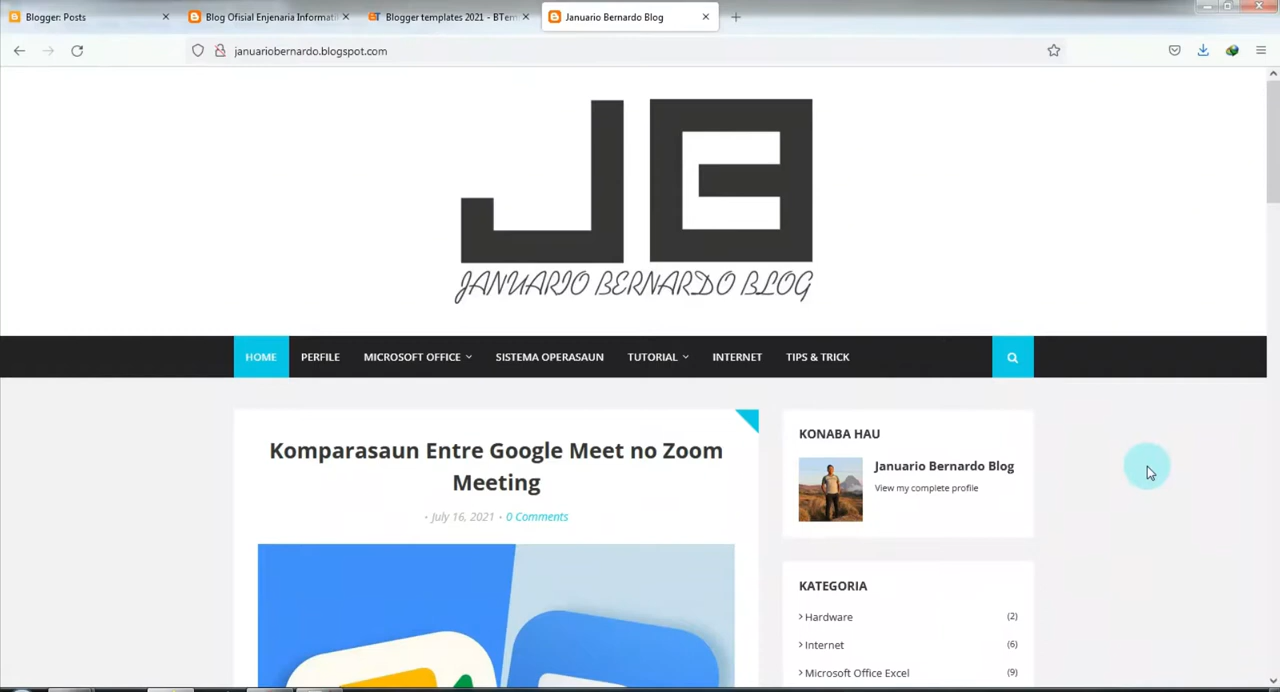 Blogger: Posts
Blog Ofisial Enjenaria Informati
Blogger templates 2021 - BTem
Januario Bernardo Blog
januariobernardo.blogspot.com
JB
JANUARIO BERNARDO BLOG
HOME
PERFILE
MICROSOFT OFFICE
SISTEMA OPERASAUN
TUTORIAL
INTERNET
TIPS & TRICK
Komparasaun Entre Google Meet no Zoom
Meeting
• July 16, 2021 • 0 Comments
KONABA HAU
Januario Bernardo Blog
View my complete profile
KATEGORIA
Hardware (2)
Internet (6)
Microsoft Office Excel (9)